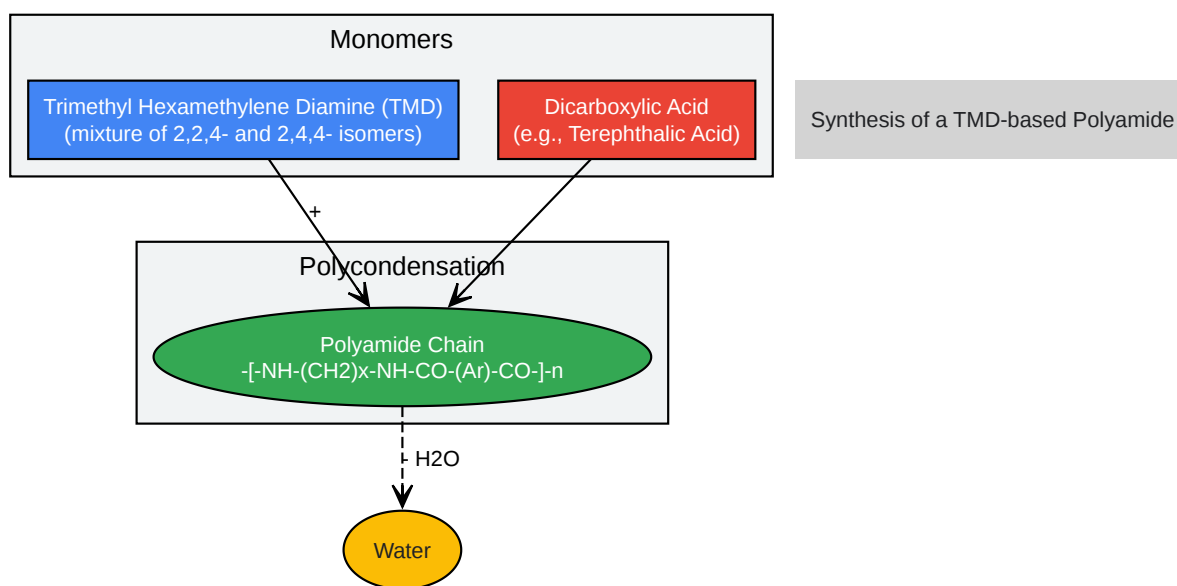 Monomers
Trimethyl Hexamethylene Diamine (TMD)
(mixture of 2,2,4- and 2,4,4- isomers)
Dicarboxylic Acid
(e.g., Terephthalic Acid)
Synthesis of a TMD-based Polyamide
+
Polycondensation
Polyamide Chain
-[-NH-(CH2)x-NH-CO-(Ar)-CO-]-n
- H2O
Water